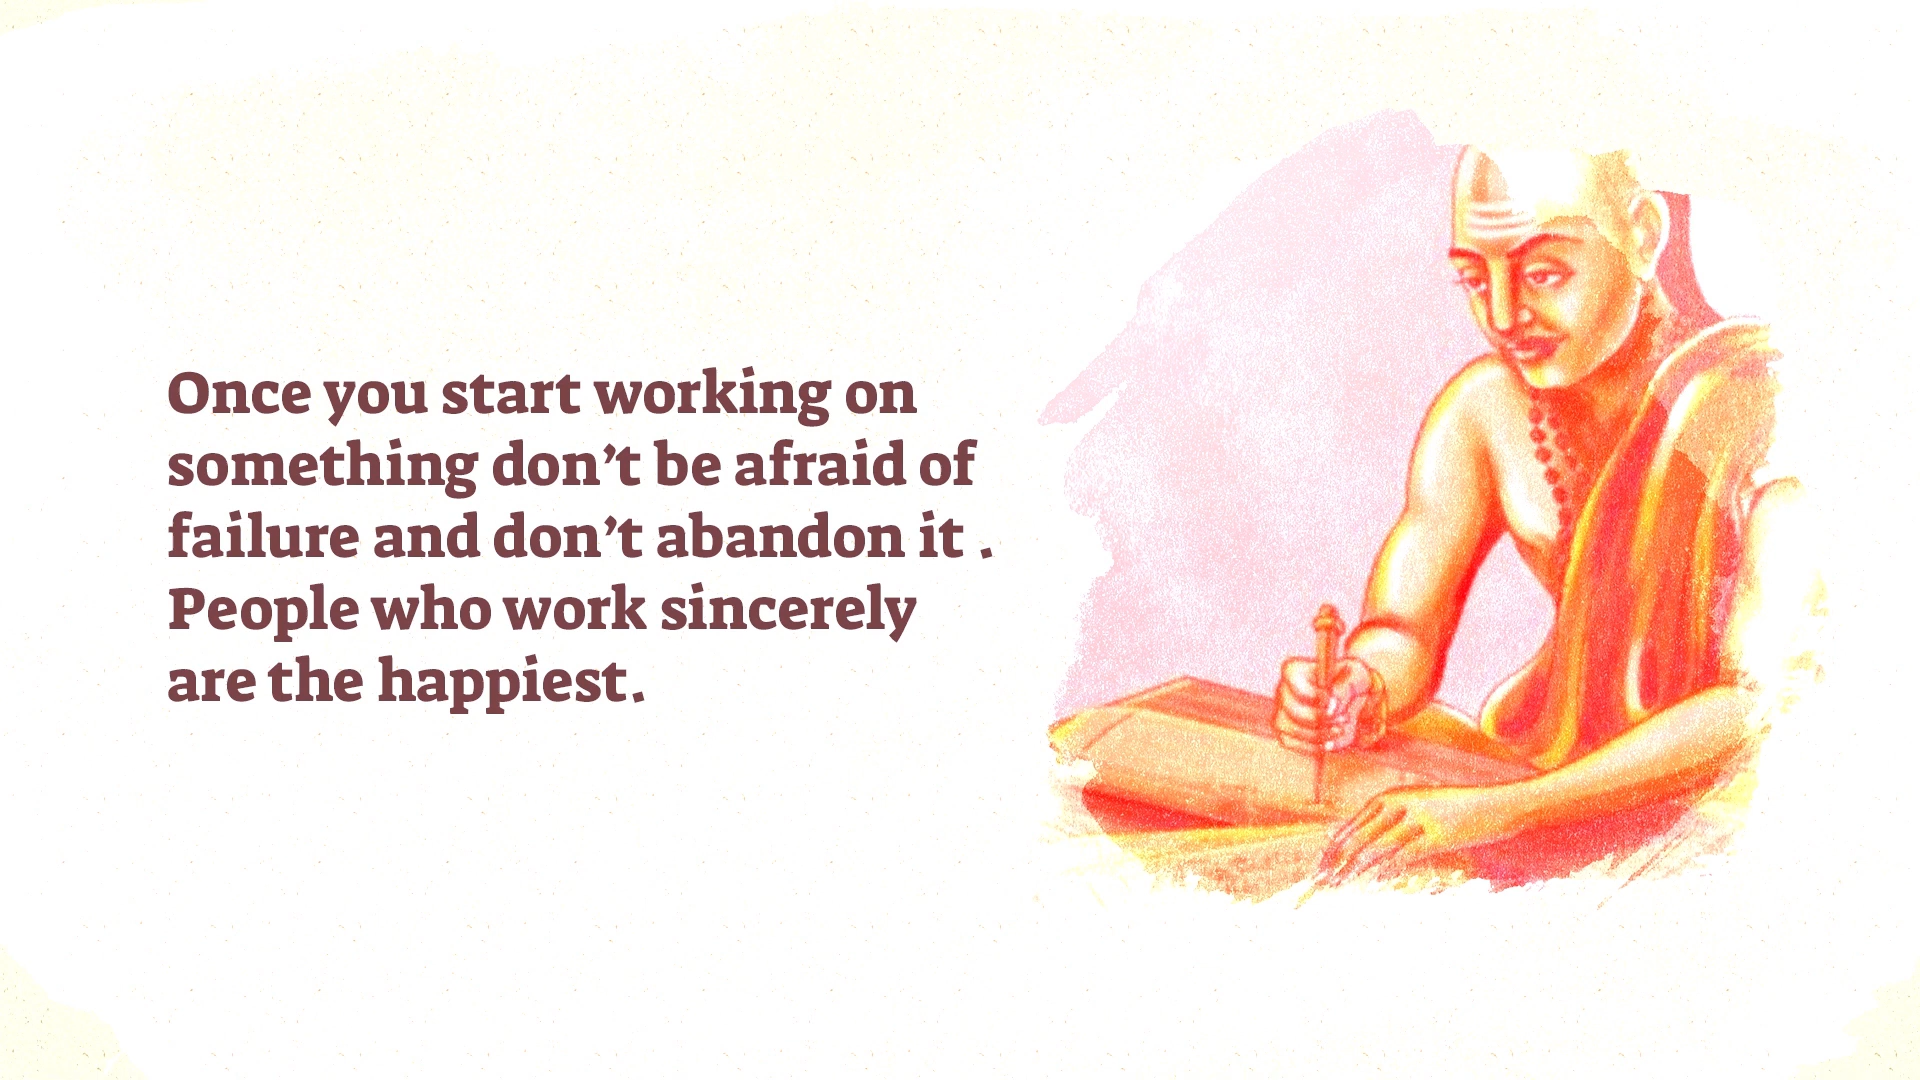 Once you start working on
something don’t be afraid of
failure and don’t abandon it .
People who work sincerely
are the happiest.